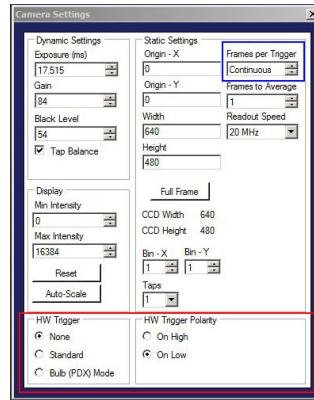 Camera Settings
Dynamic Settings
Exposure (ms)
17.515
Gain
84
Black Level
54
Tap Balance
Display
Min Intensity
0
Max Intensity
16384
Reset
Auto-Scale
Static Settings
Origin - X
0
Origin - Y
0
Width
640
Height
480
Frames per Trigger
Continuous
Frames to Average
1
Readout Speed
20 MHz
Full Frame
CCD Width 640
CCD Height 480
Bin - X Bin - Y
1 1
Taps
1
HW Trigger
None
Standard
Bulb (PDX) Mode
HW Trigger Polarity
On High
On Low